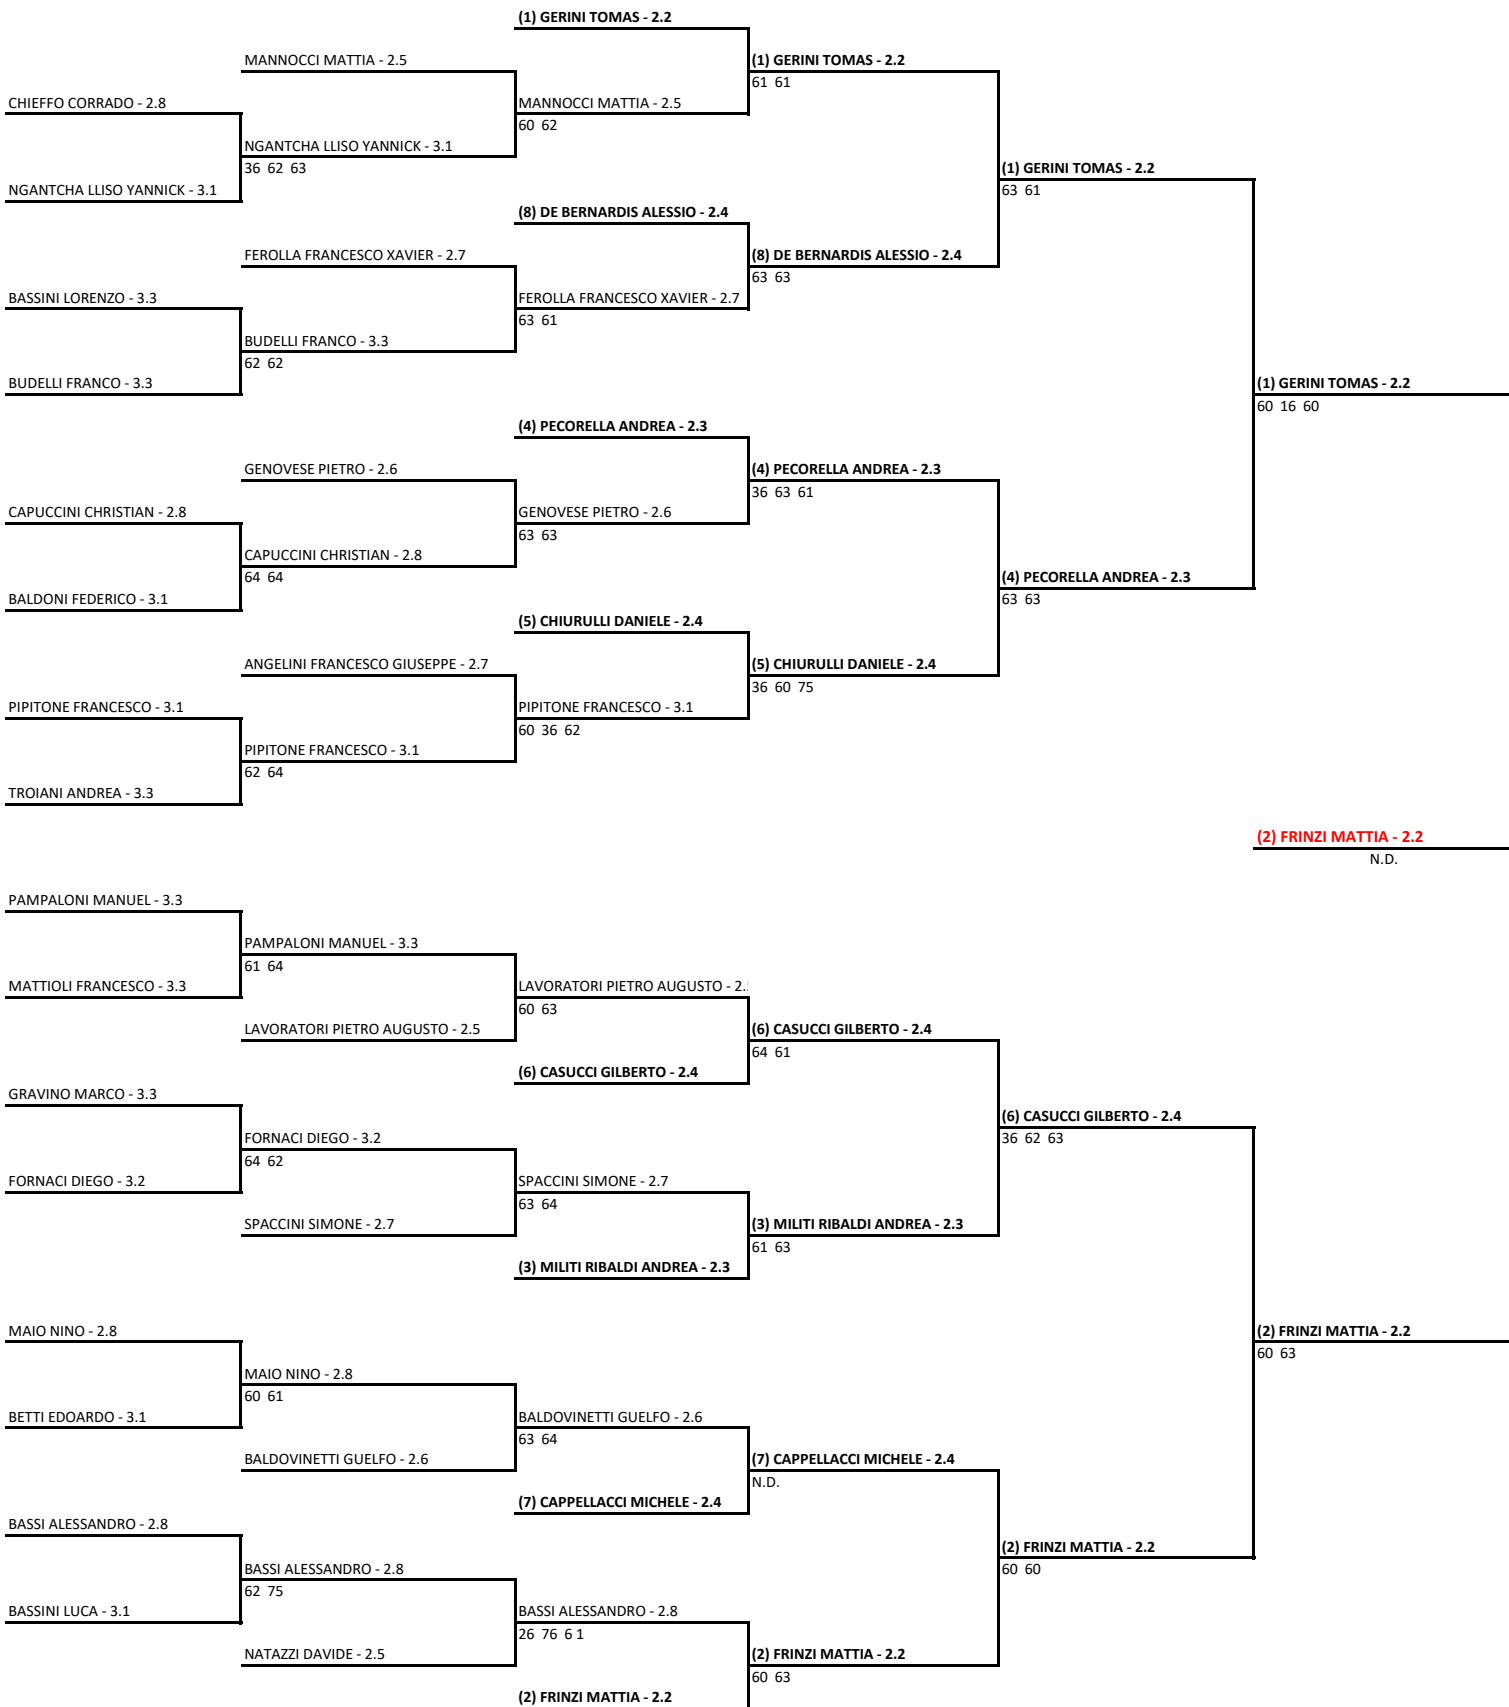 (1) GERINI TOMAS - 2.2
MANNOCCI MATTIA - 2.5
(1) GERINI TOMAS - 2.2
61 61
CHIEFFO CORRADO - 2.8
MANNOCCI MATTIA - 2.5
60 62
NGANTCHA LLISO YANNICK - 3.1
36 62 63
(1) GERINI TOMAS - 2.2
63 61
NGANTCHA LLISO YANNICK - 3.1
(8) DE BERNARDIS ALESSIO - 2.4
FEROLLA FRANCESCO XAVIER - 2.7
(8) DE BERNARDIS ALESSIO - 2.4
63 63
BASSINI LORENZO - 3.3
FEROLLA FRANCESCO XAVIER - 2.7
63 61
BUDELLI FRANCO - 3.3
62 62
BUDELLI FRANCO - 3.3
(1) GERINI TOMAS - 2.2
60 16 60
(4) PECORELLA ANDREA - 2.3
GENOVESE PIETRO - 2.6
(4) PECORELLA ANDREA - 2.3
36 63 61
CAPUCCINI CHRISTIAN - 2.8
GENOVESE PIETRO - 2.6
63 63
CAPUCCINI CHRISTIAN - 2.8
64 64
(4) PECORELLA ANDREA - 2.3
63 63
BALDONI FEDERICO - 3.1
(5) CHIURULLI DANIELE - 2.4
ANGELINI FRANCESCO GIUSEPPE - 2.7
(5) CHIURULLI DANIELE - 2.4
36 60 75
PIPITONE FRANCESCO - 3.1
PIPITONE FRANCESCO - 3.1
60 36 62
PIPITONE FRANCESCO - 3.1
62 64
TROIANI ANDREA - 3.3
(2) FRINZI MATTIA - 2.2
N.D.
PAMPALONI MANUEL - 3.3
PAMPALONI MANUEL - 3.3
61 64
MATTIOLI FRANCESCO - 3.3
LAVORATORI PIETRO AUGUSTO - 2.
60 63
LAVORATORI PIETRO AUGUSTO - 2.5
(6) CASUCCI GILBERTO - 2.4
64 61
(6) CASUCCI GILBERTO - 2.4
GRAVINO MARCO - 3.3
(6) CASUCCI GILBERTO - 2.4
36 62 63
FORNACI DIEGO - 3.2
64 62
FORNACI DIEGO - 3.2
SPACCINI SIMONE - 2.7
63 64
SPACCINI SIMONE - 2.7
(3) MILITI RIBALDI ANDREA - 2.3
61 63
(3) MILITI RIBALDI ANDREA - 2.3
MAIO NINO - 2.8
(2) FRINZI MATTIA - 2.2
60 63
MAIO NINO - 2.8
60 61
BETTI EDOARDO - 3.1
BALDOVINETTI GUELFO - 2.6
63 64
BALDOVINETTI GUELFO - 2.6
(7) CAPPELLACCI MICHELE - 2.4
N.D.
(7) CAPPELLACCI MICHELE - 2.4
BASSI ALESSANDRO - 2.8
(2) FRINZI MATTIA - 2.2
60 60
BASSI ALESSANDRO - 2.8
62 75
BASSINI LUCA - 3.1
BASSI ALESSANDRO - 2.8
26 76 6 1
NATAZZI DAVIDE - 2.5
(2) FRINZI MATTIA - 2.2
60 63
(2) FRINZI MATTIA - 2.2